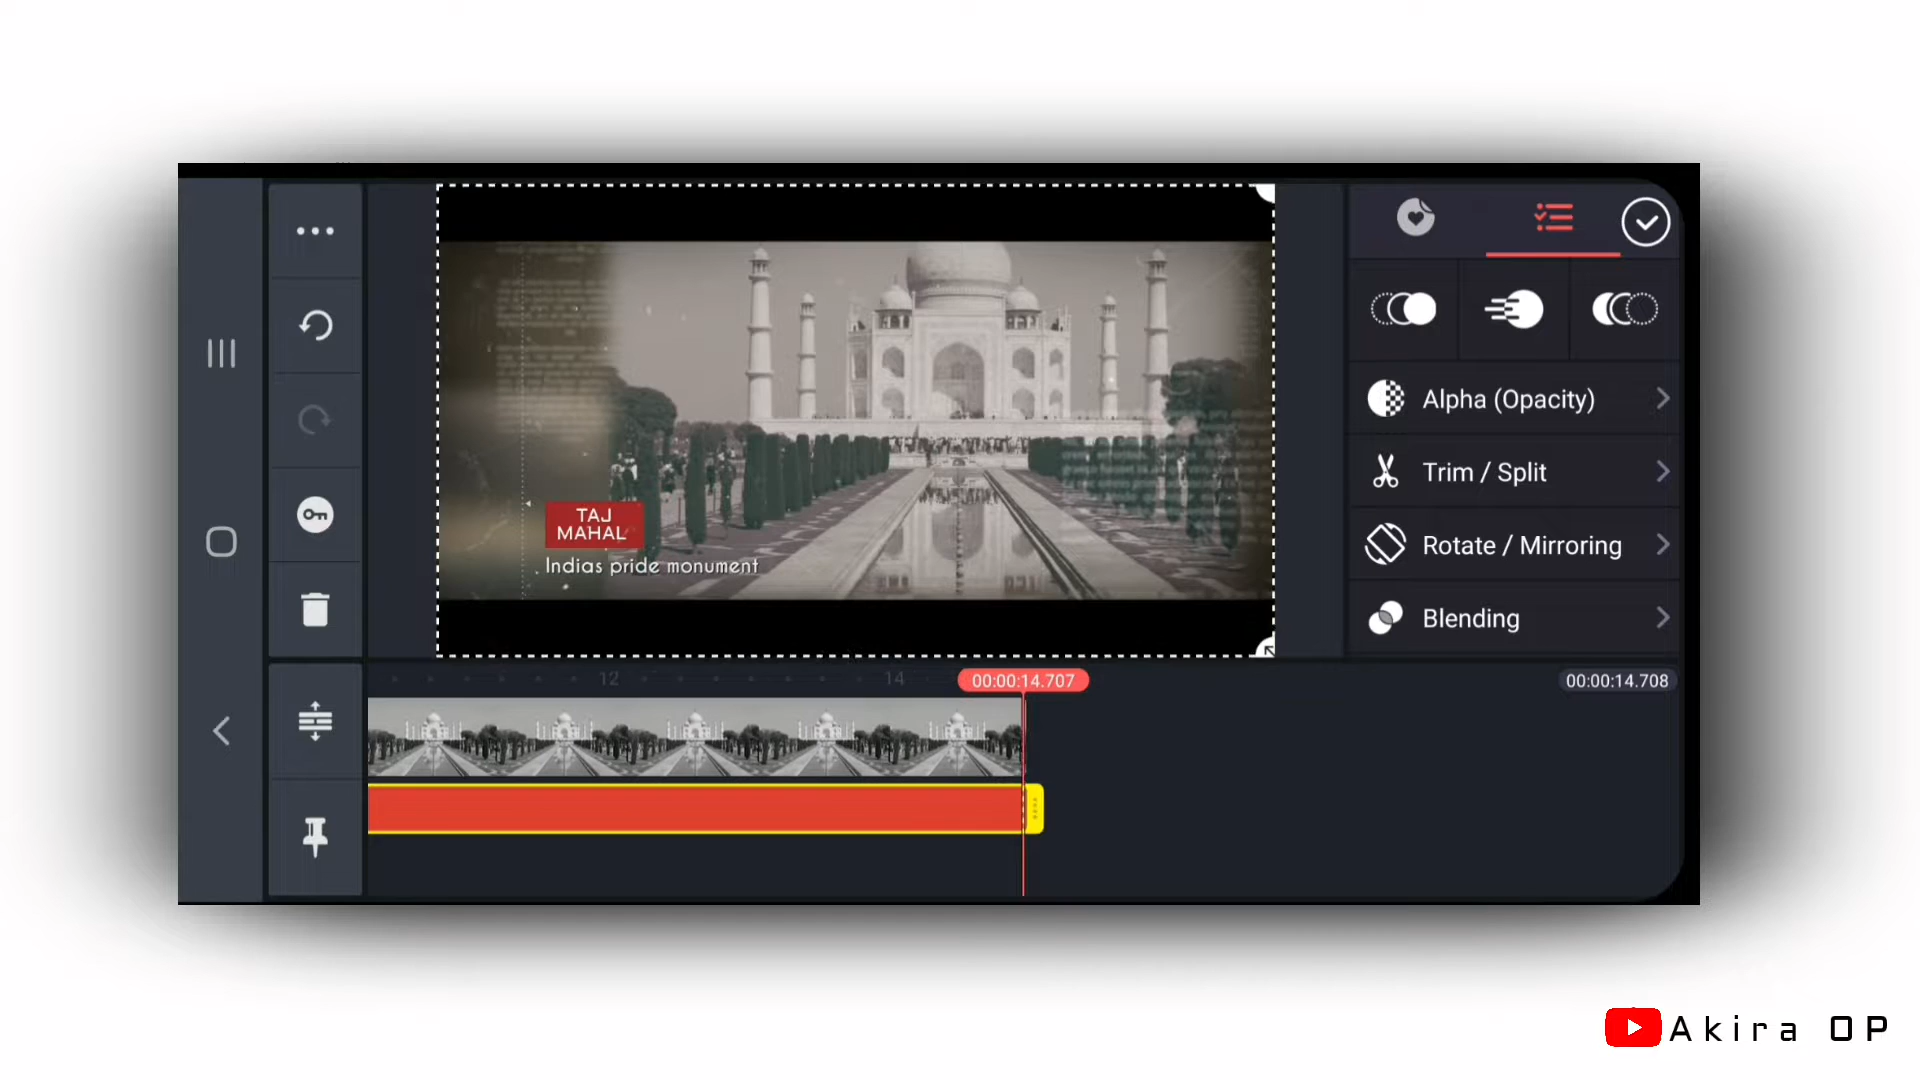 Alpha (Opacity)
Trim / Split
Rotate / Mirroring
Blending
TAJ
MAHAL
Indias pride monument
12
14
00:00:14.707
00:00:14.708
Akira OP